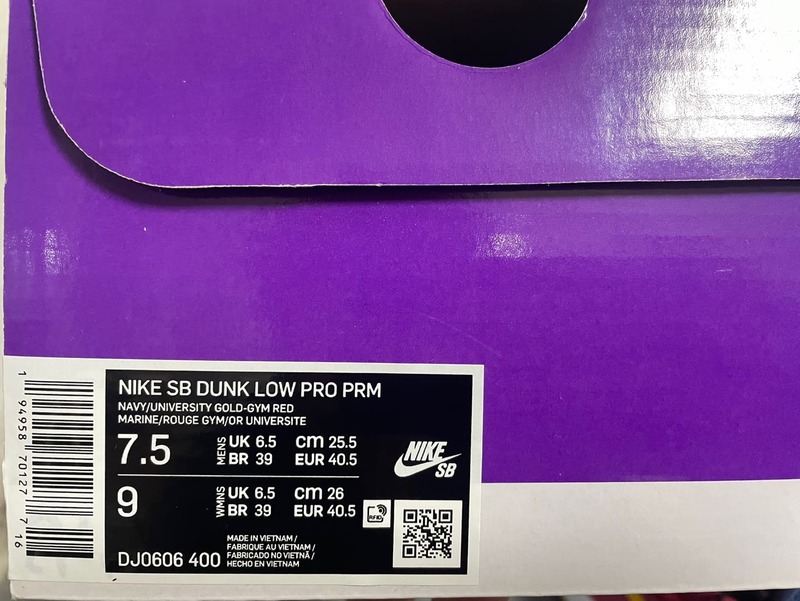 NIKE SB DUNK LOW PRO PRM
NAVY/UNIVERSITY GOLD-GYM RED
MARINE/ROUGE GYM/OR UNIVERSITE
7.5 MENS UK 6.5 cm 25.5
BR 39 EUR 40.5
9 WMNS UK 6.5 cm 26
BR 39 EUR 40.5
NIKE
SB
RFID
DJ0606 400
MADE IN VIETNAM /
FABRIQUE AU VIETNAM /
FABRICADO NO VIETNÃ /
HECHO EN VIETNAM
1 94958 70127 7 16